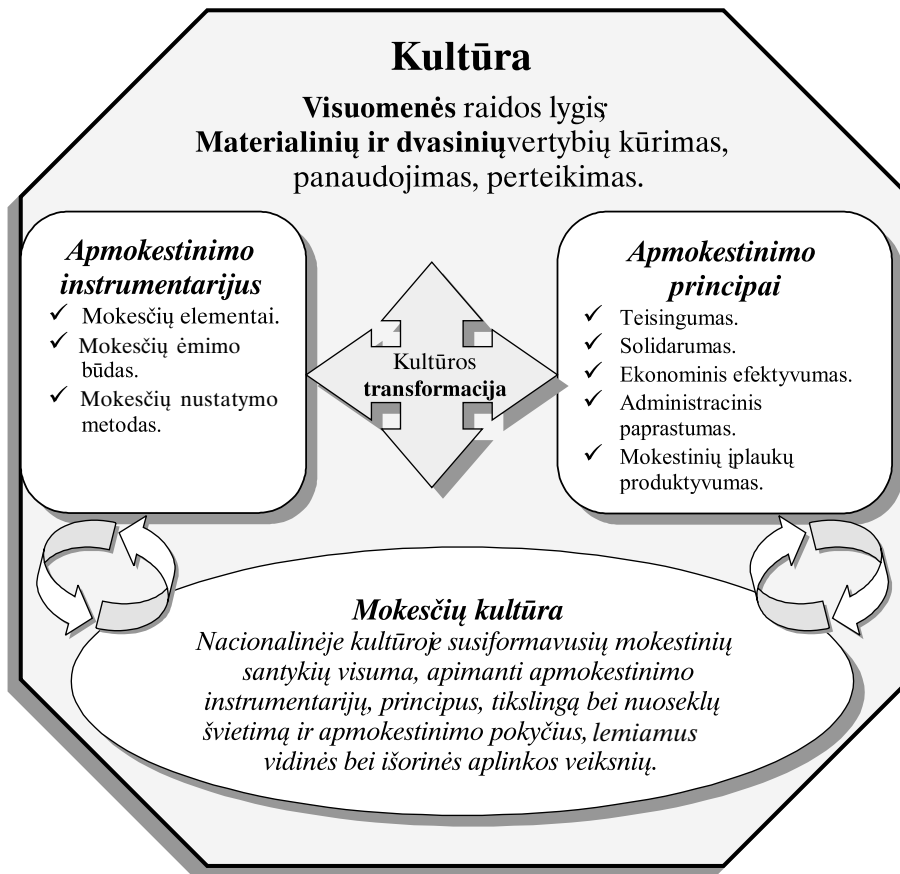 Kultūra
Visuomenės raidos lygis;
Materialinių ir dvasinių vertybių kūrimas,
panaudojimas, perteikimas.
Apmokestinimo
instrumentarijus
✓ Mokesčių elementai.
✓ Mokesčių ėmimo
būdas.
✓ Mokesčių nustatymo
metodas.
Kultūros
transformacija
Apmokestinimo
principai
✓ Teisingumas.
✓ Solidarumas.
✓ Ekonominis efektyvumas.
✓ Administracinis
paprastumas.
✓ Mokestinių įplaukų
produktyvumas.
Mokesčių kultūra
Nacionalinėje kultūroje susiformavusių mokestinių
santykių visuma, apimanti apmokestinimo
instrumentarijų, principus, tikslingą bei nuoseklų
švietimą ir apmokestinimo pokyčius, lemiamus
vidinės bei išorinės aplinkos veiksnių.